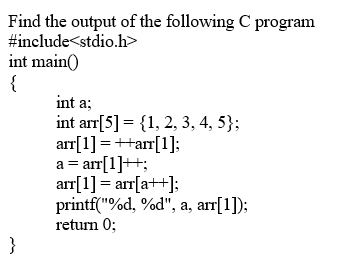 Find the output of the following C program
#include<stdio.h>
int main()
{
int a;
int arr[5] = {1, 2, 3, 4, 5};
arr[1] = ++arr[1];
a = arr[1]++;
arr[1] = arr[a++];
printf("%d, %d", a, arr[1]);
return 0;
}